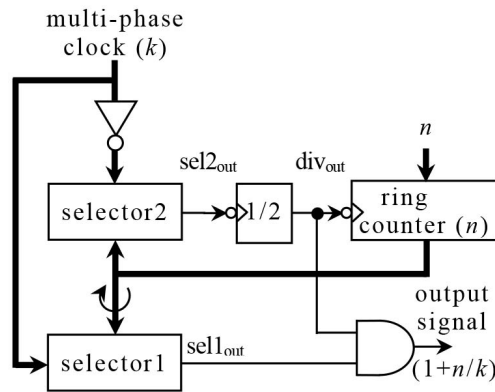 multi-phase
clock (k)
n
sel2out
divout
selector2
1/2
ring
counter (n)
output
signal
selector1
sel1out
(1+n/k)